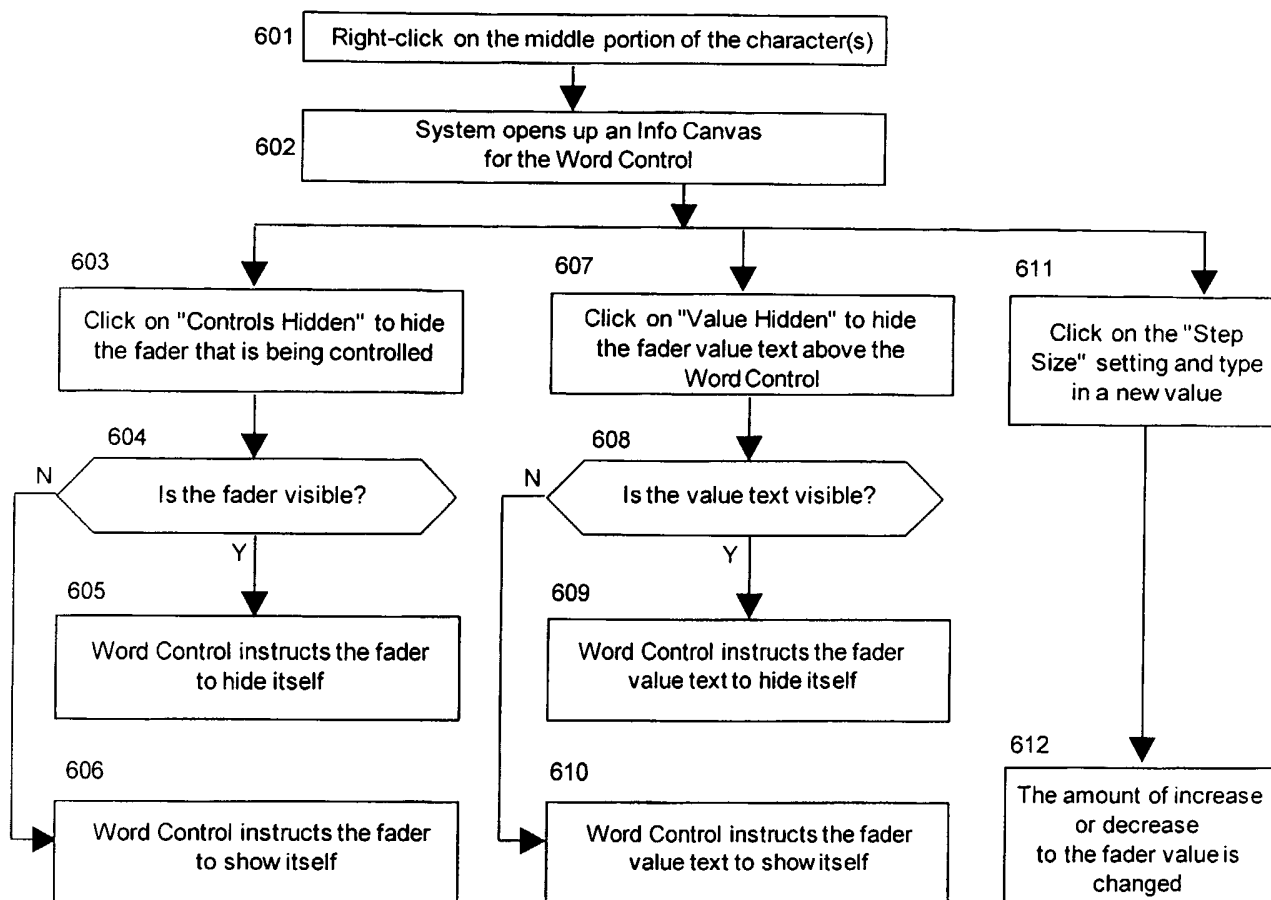 601
Right-click on the middle portion of the character(s)
602
System opens up an Info Canvas
for the Word Control
603
Click on "Controls Hidden" to hide
the fader that is being controlled
604
N
Is the fader visible?
Y
605
Word Control instructs the fader
to hide itself
606
Word Control instructs the fader
to show itself
607
Click on "Value Hidden" to hide
the fader value text above the
Word Control
608
N
Is the value text visible?
Y
609
Word Control instructs the fader
value text to hide itself
610
Word Control instructs the fader
value text to show itself
611
Click on the "Step
Size" setting and type
in a new value
612
The amount of increase
or decrease
to the fader value is
changed